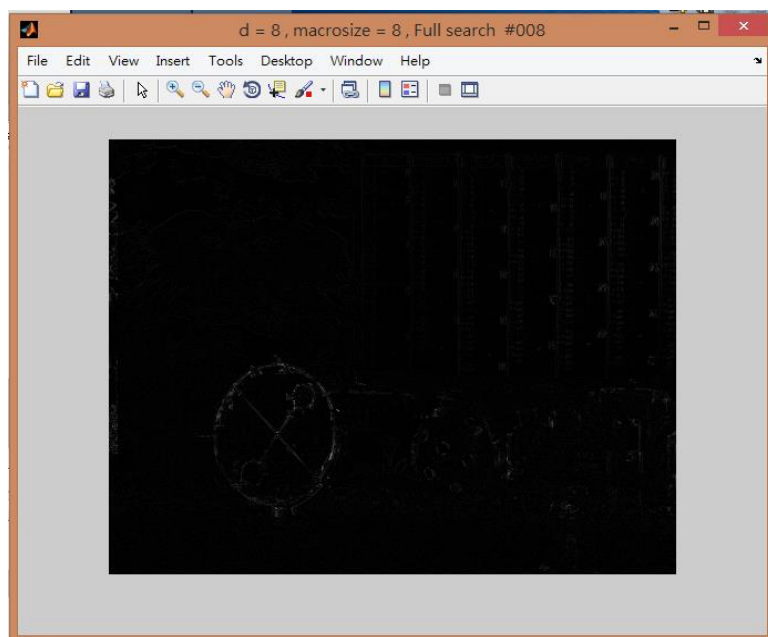 d = 8 , macrosize = 8 , Full search #008
File Edit View Insert Tools Desktop Window Help